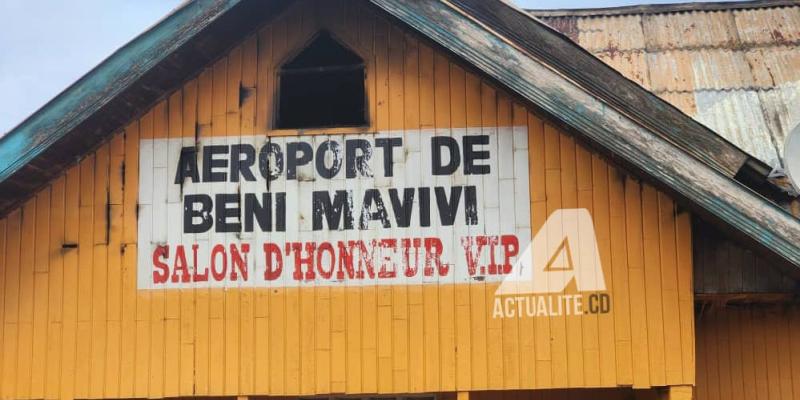 AEROPORT DE
BENI MAVIVI
SALON D'HONNEUR V.I.P
ACTUALITE.CD